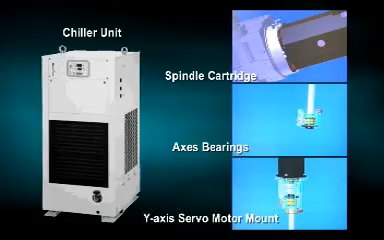 Chiller Unit
Spindle Cartridge
Axes Bearings
Y-axis Servo Motor Mount